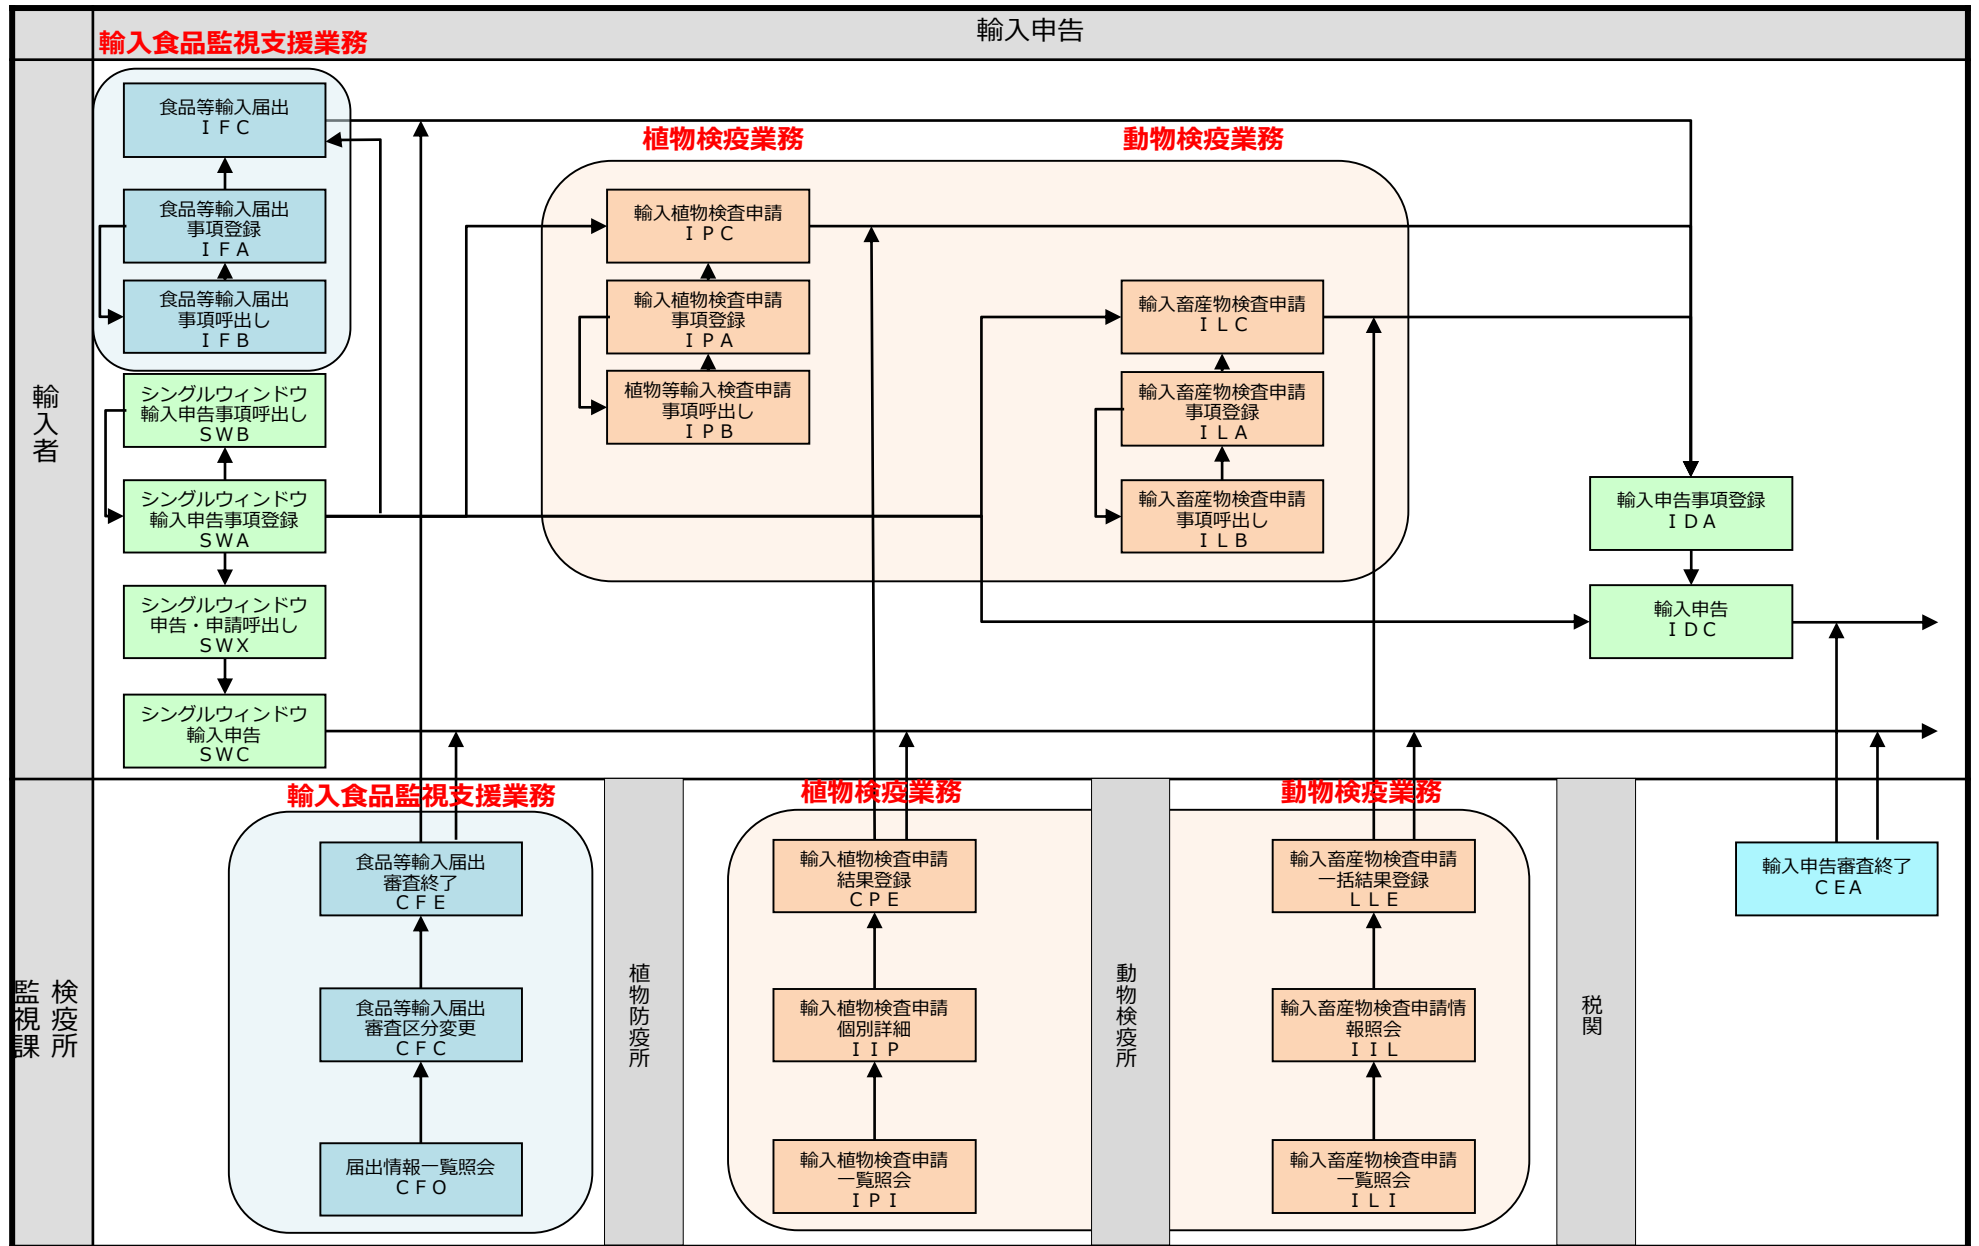 輸入申告
輸入食品監視支援業務
輸入者
食品等輸入届出
ＩＦＣ
食品等輸入届出
事項登録
ＩＦＡ
食品等輸入届出
事項呼出し
ＩＦＢ
シングルウィンドウ
輸入申告事項呼出し
ＳＷＢ
シングルウィンドウ
輸入申告事項登録
ＳＷＡ
シングルウィンドウ
申告・申請呼出し
ＳＷＸ
シングルウィンドウ
輸入申告
ＳＷＣ
植物検疫業務
輸入植物検査申請
ＩＰＣ
輸入植物検査申請
事項登録
ＩＰＡ
植物等輸入検査申請
事項呼出し
ＩＰＢ
動物検疫業務
輸入畜産物検査申請
ＩＬＣ
輸入畜産物検査申請
事項登録
ＩＬＡ
輸入畜産物検査申請
事項呼出し
ＩＬＢ
輸入申告事項登録
ＩＤＡ
輸入申告
ＩＤＣ
検疫所
監視課
輸入食品監視支援業務
食品等輸入届出
審査終了
ＣＦＥ
食品等輸入届出
審査区分変更
ＣＦＣ
届出情報一覧照会
ＣＦＯ
植物防疫所
植物検疫業務
輸入植物検査申請
結果登録
ＣＰＥ
輸入植物検査申請
個別詳細
ＩＩＰ
輸入植物検査申請
一覧照会
ＩＰＩ
動物検疫所
動物検疫業務
輸入畜産物検査申請
一括結果登録
ＬＬＥ
輸入畜産物検査申請情
報照会
ＩＩＬ
輸入畜産物検査申請
一覧照会
ＩＬＩ
税関
輸入申告審査終了
ＣＥＡ